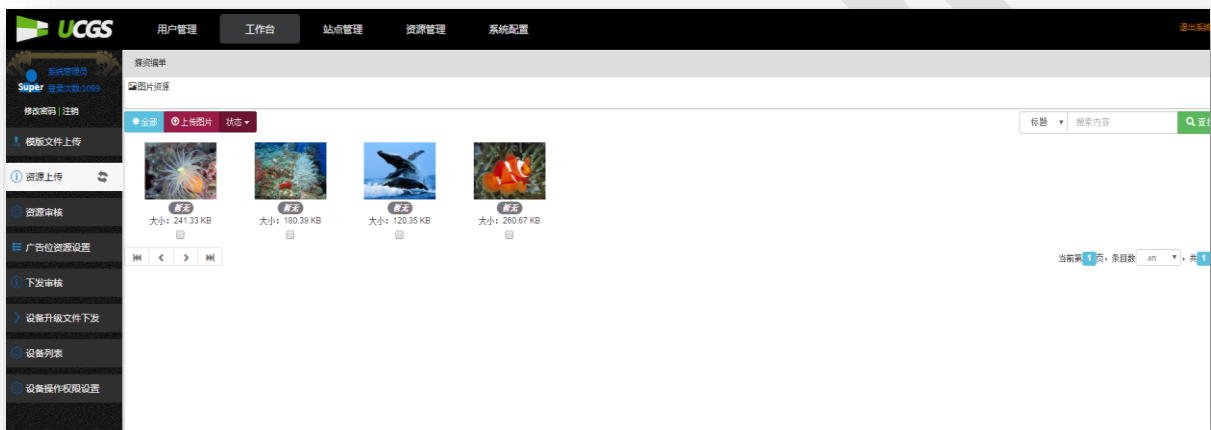 UCGS
用户管理 工作台 站点管理 资源管理 系统配置
退出系统
系统管理员
Super 登录次数:1099
修改密码 | 注销
模版文件上传
资源上传
资源审核
广告位资源设置
下发审核
设备升级文件下发
设备列表
设备操作权限设置
媒资编单
图片资源
全部 上传图片 状态
标题 搜索内容 查找
暂无 暂无 暂无 暂无
大小: 241.33 KB 大小: 180.39 KB 大小: 120.35 KB 大小: 260.67 KB
当前第 1 页, 条目数 40 , 共 1